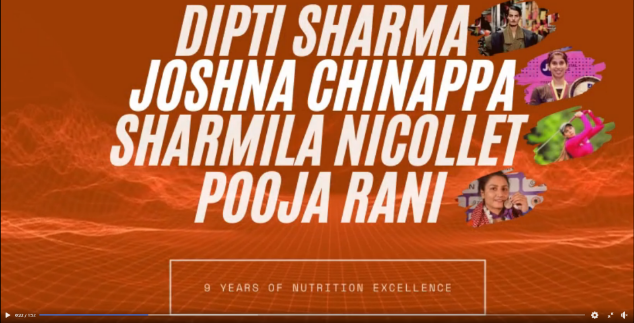 DIPTI SHARMA
JOSHNA CHINAPPA
SHARMILA NICOLLET
POOJA RANI
9 YEARS OF NUTRITION EXCELLENCE